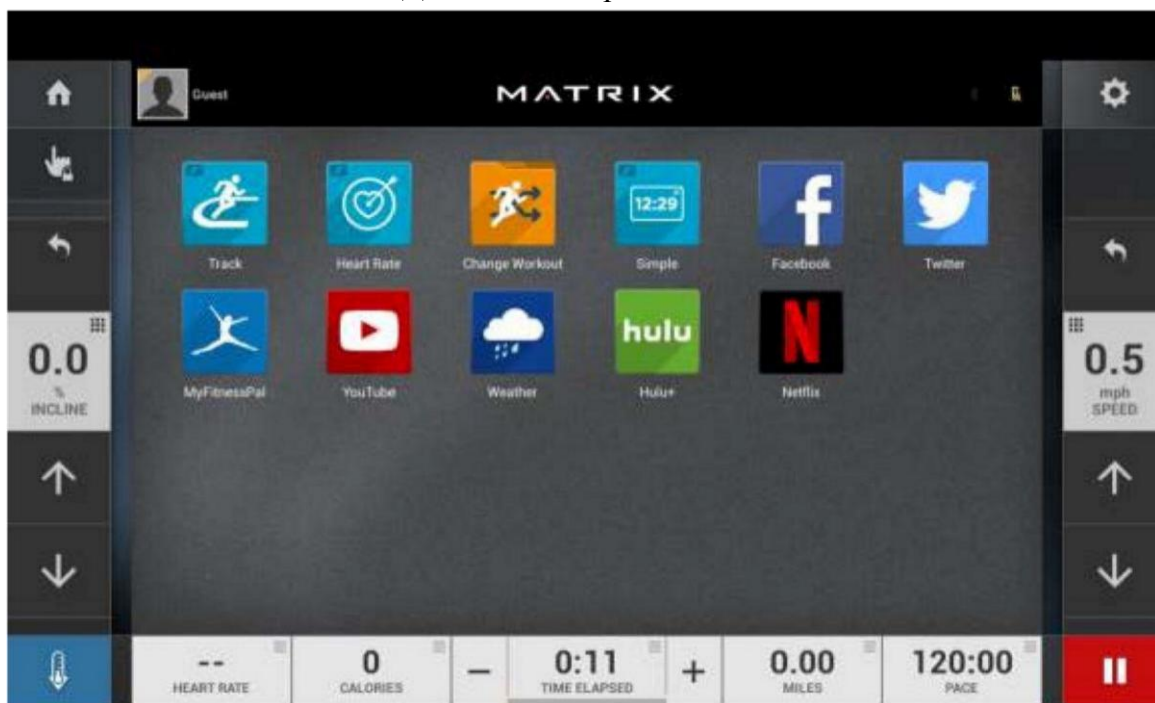 Guest
MATRIX
12:29
f
Track
Heart Rate
Change Workout
Simple
Facebook
Twitter
hulu
N
MyFitnessPal
YouTube
Weather
Hulu+
Netflix
0.0
%
INCLINE
0.5
mph
SPEED
--
HEART RATE
0
CALORIES
−
0:11
TIME ELAPSED
+
0.00
MILES
120:00
PACE